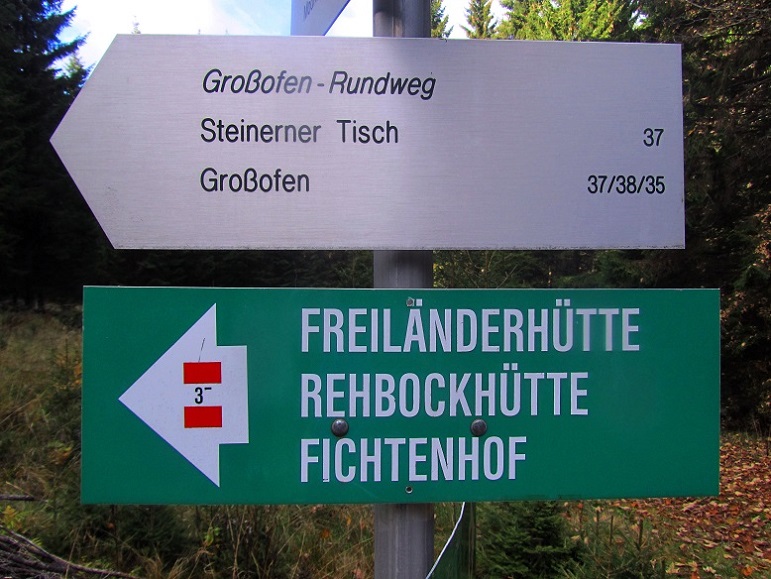 Großofen - Rundweg
Steinerner Tisch 37
Großofen 37/38/35
FREILÄNDERHÜTTE
3-
REHBOCKHÜTTE
FICHTENHOF